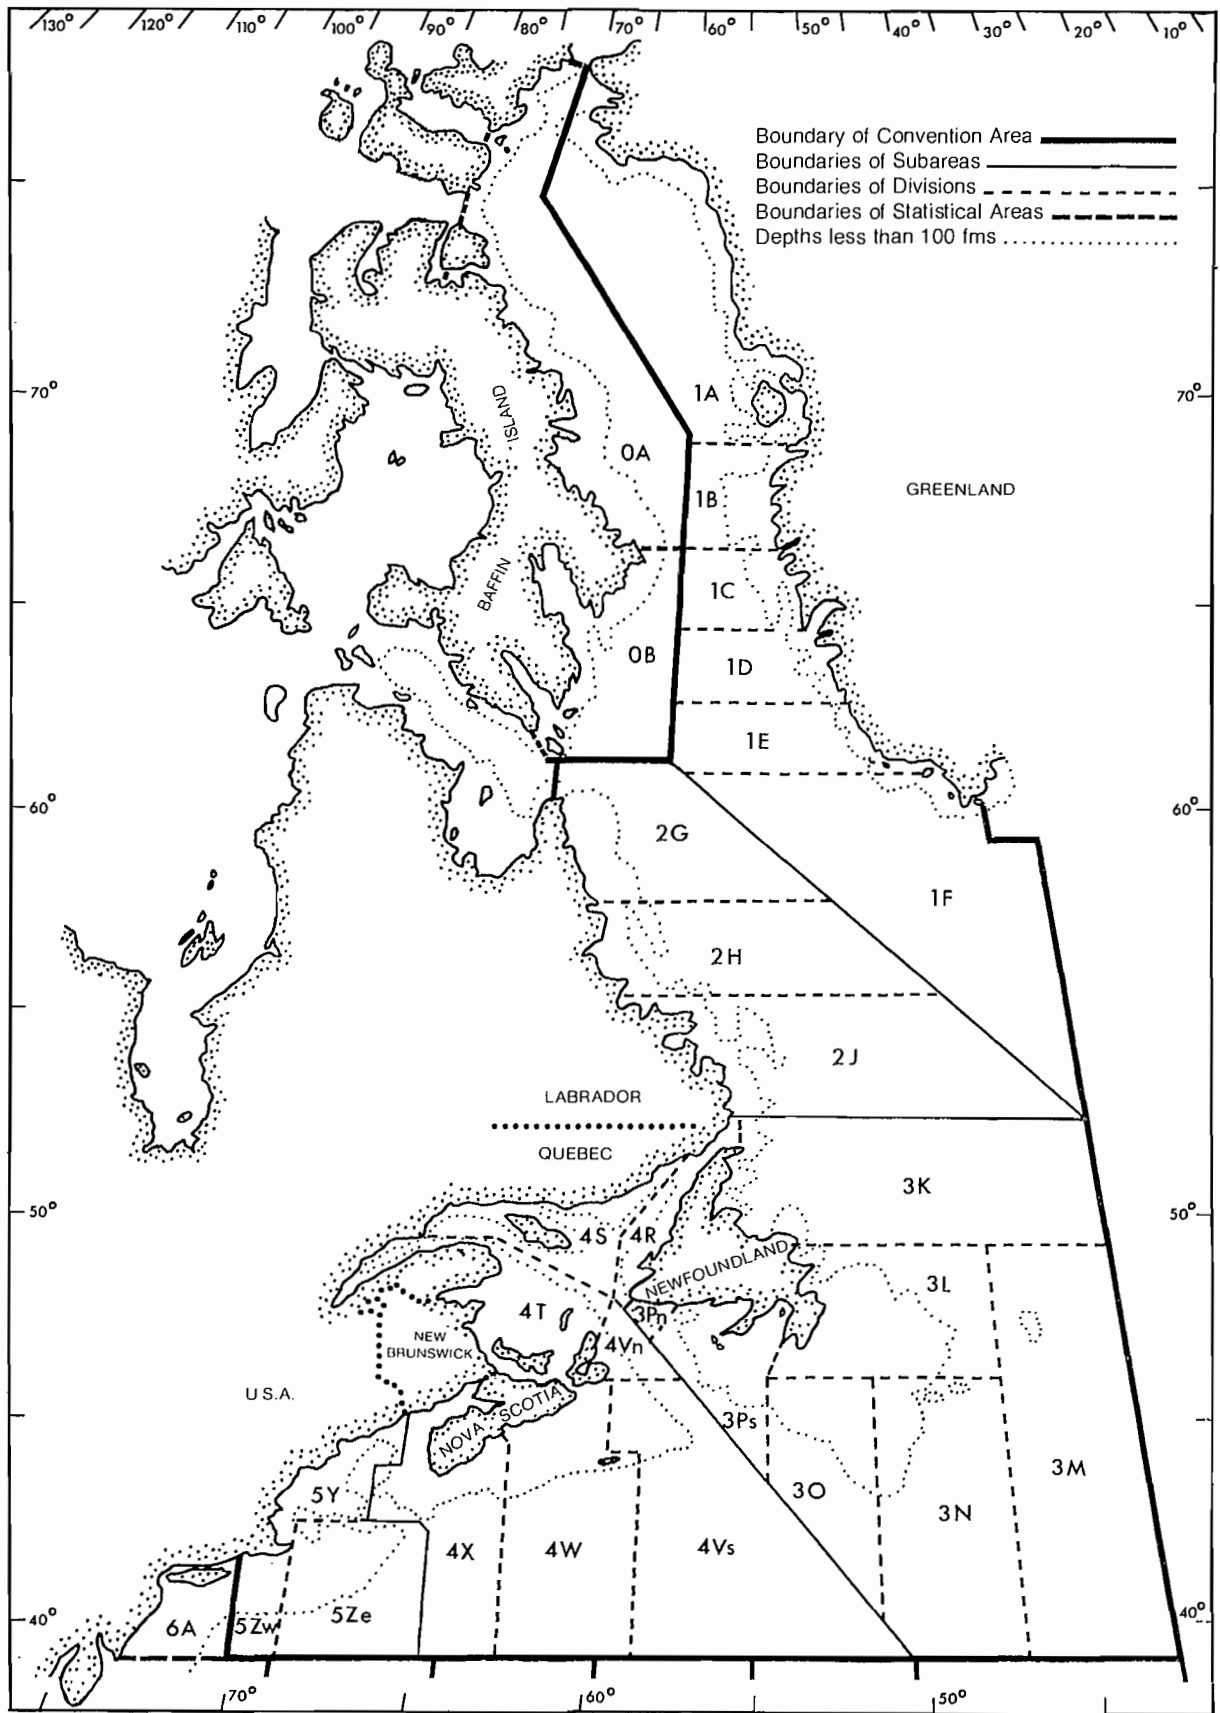 130° 120° 110° 100° 90° 80° 70° 60° 50° 40° 30° 20° 10°
Boundary of Convention Area
Boundaries of Subareas
Boundaries of Divisions
Boundaries of Statistical Areas
Depths less than 100 fms
70° 70°
1A
ISLAND
0A
GREENLAND
1B
BAFFIN
1C
0B
1D
1E
60° 60°
2G
1F
2H
2J
LABRADOR
QUEBEC
3K
50° 50°
4S 4R
NEWFOUNDLAND
3L
4T
3Pn
NEW
BRUNSWICK
4Vn
U.S.A.
NOVA SCOTIA
3Ps
3M
5Y
3O
3N
4X 4W 4Vs
40° 40°
6A 5Zw 5Ze
70° 60° 50°